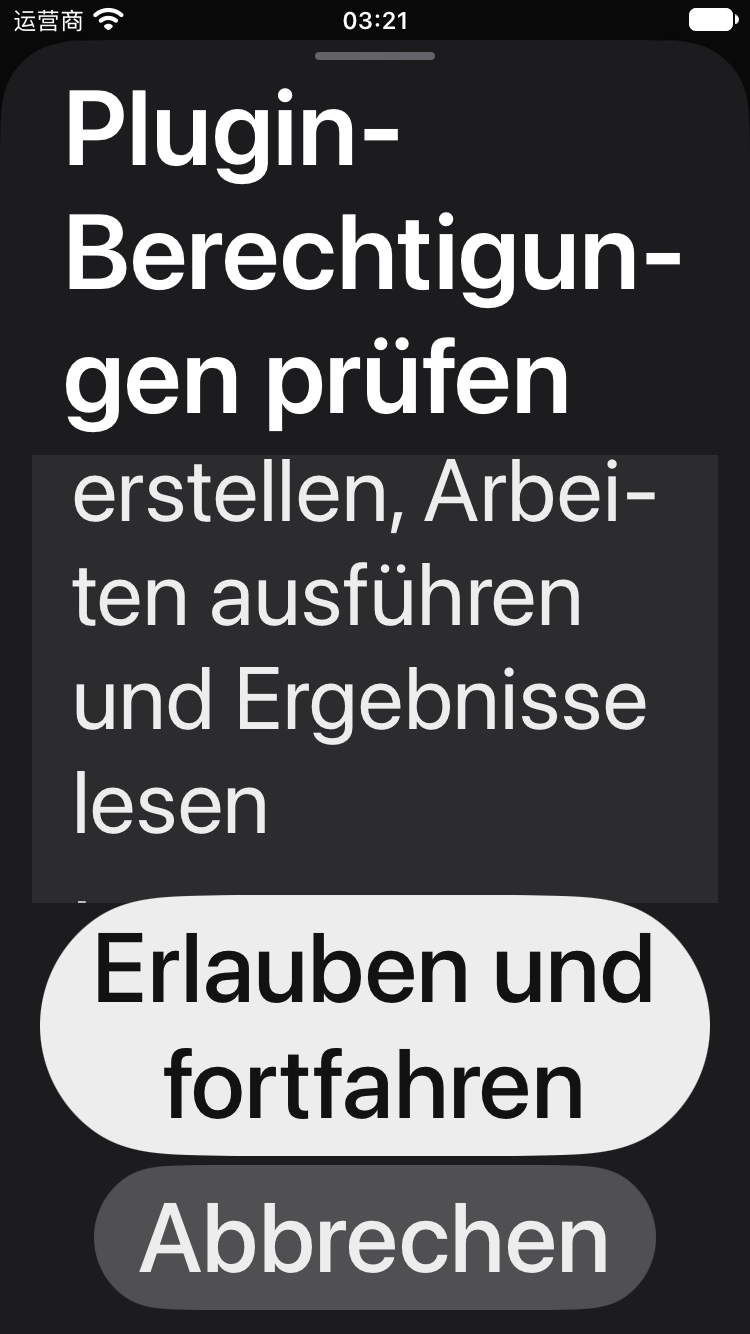 运营商
03:21
Plugin-
Berechtigun-
gen prüfen
erstellen, Arbei-
ten ausführen
und Ergebnisse
lesen
Erlauben und
fortfahren
Abbrechen